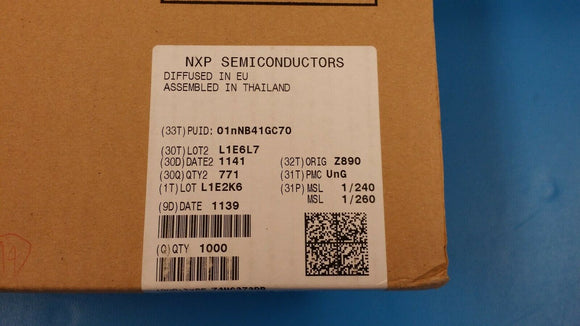 NXP SEMICONDUCTORS
DIFFUSED IN EU
ASSEMBLED IN THAILAND
(33T)PUID: 01nNB41GC70
(30T)LOT2 L1E6L7
(30D)DATE2 1141 (32T)ORIG Z890
(30Q)QTY2 771 (31T)PMC UnG
(1T)LOT L1E2K6 (31P) MSL 1/240
MSL 1/260
(9D)DATE 1139
(Q)QTY 1000